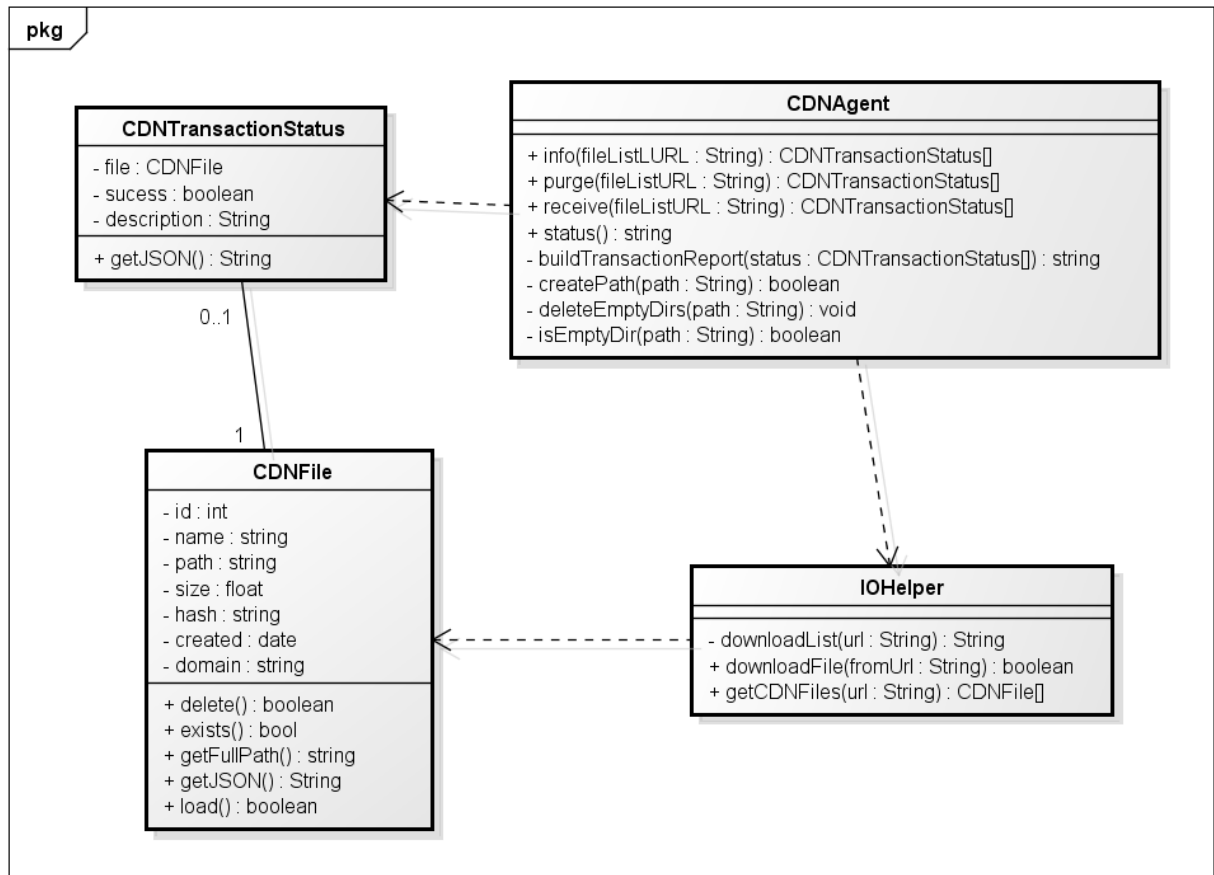 pkg
CDNTransactionStatus
- file : CDNFile
- sucess : boolean
- description : String
+ getJSON() : String
CDNAgent
+ info(fileListLURL : String) : CDNTransactionStatus[]
+ purge(fileListURL : String) : CDNTransactionStatus[]
+ receive(fileListURL : String) : CDNTransactionStatus[]
+ status() : string
- buildTransactionReport(status : CDNTransactionStatus[]) : string
- createPath(path : String) : boolean
- deleteEmptyDirs(path : String) : void
- isEmptyDir(path : String) : boolean
0..1
1
CDNFile
- id : int
- name : string
- path : string
- size : float
- hash : string
- created : date
- domain : string
+ delete() : boolean
+ exists() : bool
+ getFullPath() : string
+ getJSON() : String
+ load() : boolean
IOHelper
- downloadList(url : String) : String
+ downloadFile(fromUrl : String) : boolean
+ getCDNFiles(url : String) : CDNFile[]